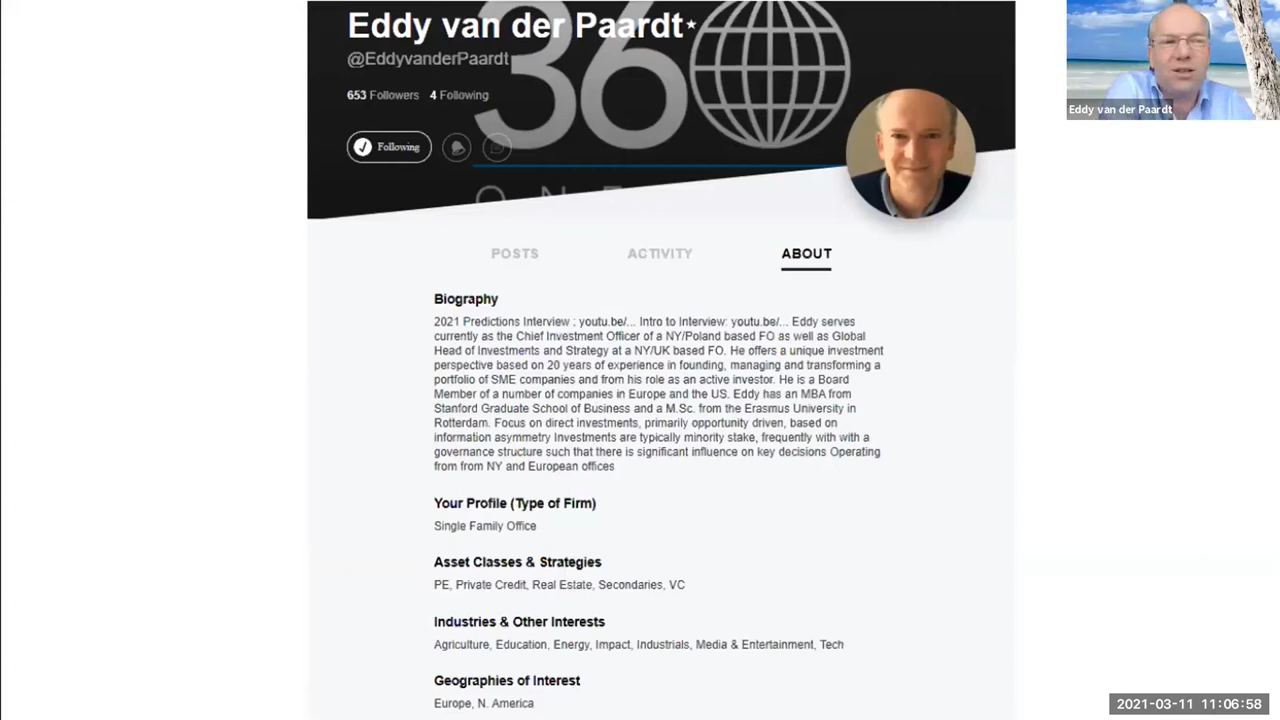 Eddy van der Paardt
@EddyvanderPaardt
653 Followers 4 Following
Following
36
O N E
Eddy van der Paardt
POSTS ACTIVITY ABOUT
Biography
2021 Predictions Interview : youtu.be/... Intro to Interview: youtu.be/... Eddy serves
currently as the Chief Investment Officer of a NY/Poland based FO as well as Global
Head of Investments and Strategy at a NY/UK based FO. He offers a unique investment
perspective based on 20 years of experience in founding, managing and transforming a
portfolio of SME companies and from his role as an active investor. He is a Board
Member of a number of companies in Europe and the US. Eddy has an MBA from
Stanford Graduate School of Business and a M.Sc. from the Erasmus University in
Rotterdam. Focus on direct investments, primarily opportunity driven, based on
information asymmetry Investments are typically minority stake, frequently with with a
governance structure such that there is significant influence on key decisions Operating
from from NY and European offices
Your Profile (Type of Firm)
Single Family Office
Asset Classes & Strategies
PE, Private Credit, Real Estate, Secondaries, VC
Industries & Other Interests
Agriculture, Education, Energy, Impact, Industrials, Media & Entertainment, Tech
Geographies of Interest
Europe, N. America
2021-03-11 11:06:58